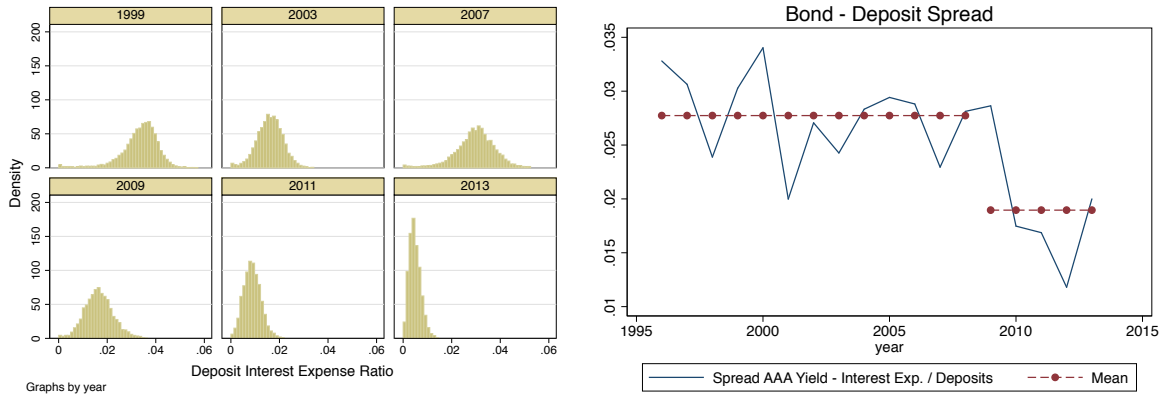 1999 2003 2007
0 50 100 150 200
2009 2011 2013
0 50 100 150 200
0 .02 .04 .06 0 .02 .04 .06 0 .02 .04 .06
Density
Deposit Interest Expense Ratio
Graphs by year
Bond - Deposit Spread
.01 .015 .02 .025 .03 .035
1995 2000 2005 2010 2015
year
Spread AAA Yield - Interest Exp. / Deposits Mean